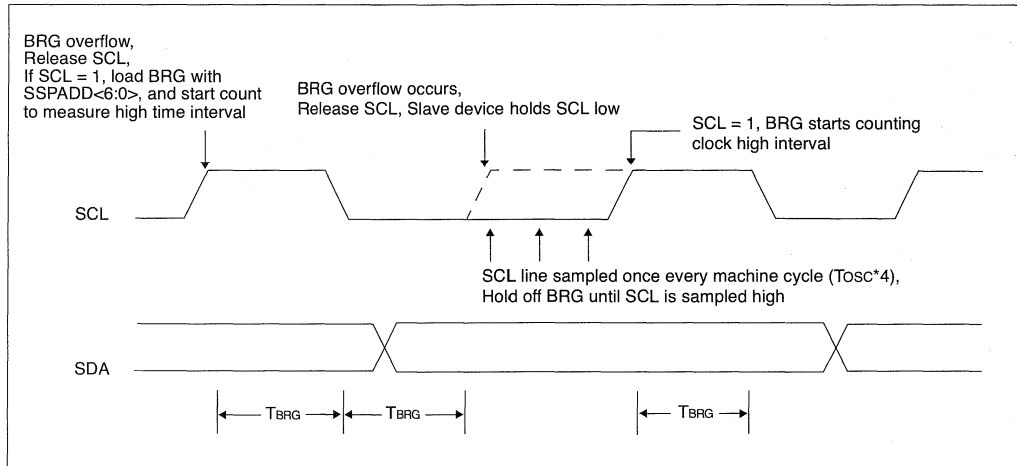 BRG overflow,
Release SCL,
If SCL = 1, load BRG with
SSPADD<6:0>, and start count
to measure high time interval
BRG overflow occurs,
Release SCL, Slave device holds SCL low
SCL = 1, BRG starts counting
clock high interval
SCL
SCL line sampled once every machine cycle (TOSC*4),
Hold off BRG until SCL is sampled high
SDA
TBRG
TBRG
TBRG